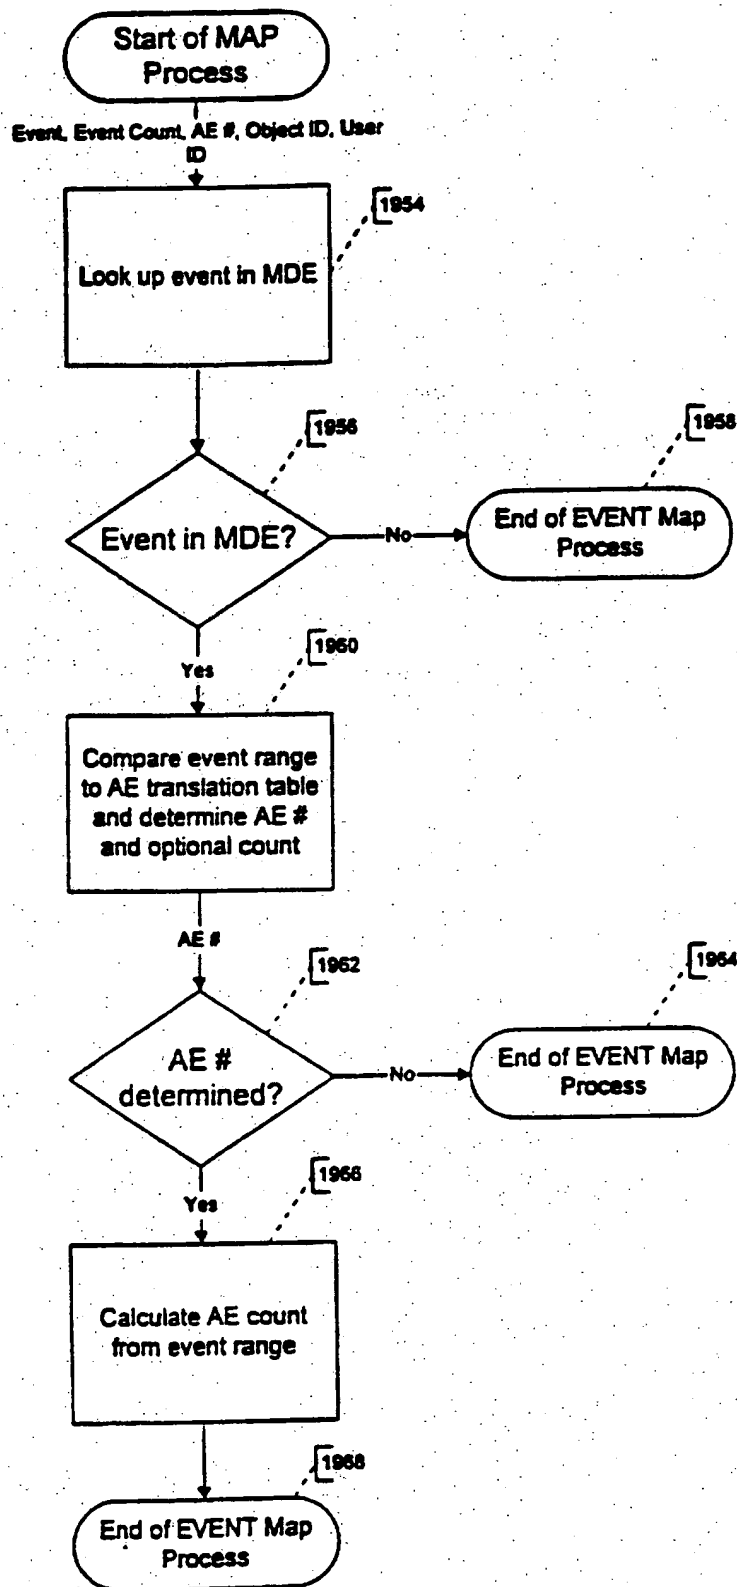 Start of MAP
Process
Event, Event Count, AE #, Object ID, User
ID
1954
Look up event in MDE
1956
1958
Event in MDE?
No
End of EVENT Map
Process
1960
Yes
Compare event range
to AE translation table
and determine AE #
and optional count
AE #
1962
1964
AE #
determined?
No
End of EVENT Map
Process
1966
Yes
Calculate AE count
from event range
1968
End of EVENT Map
Process